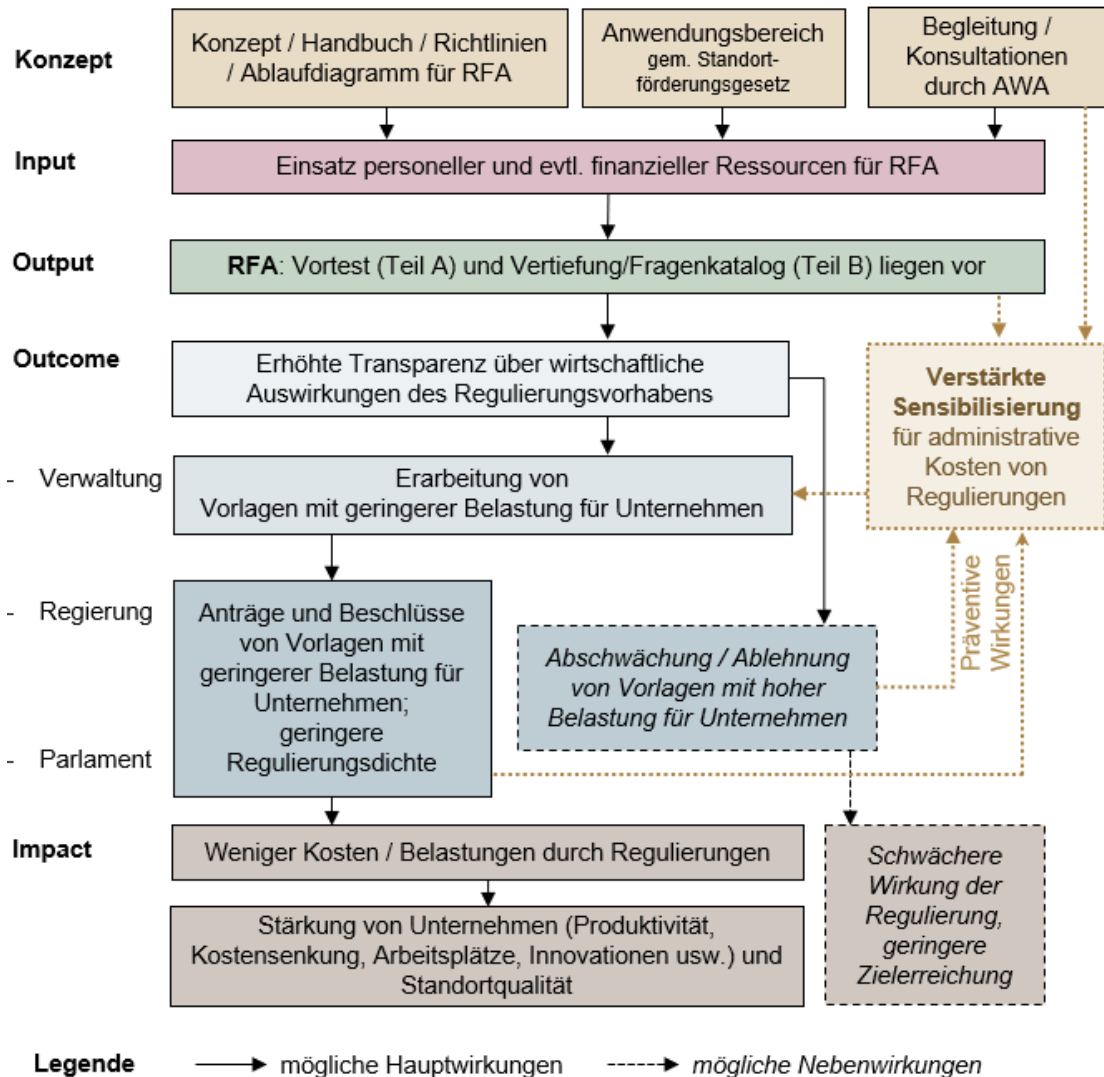 Konzept
Konzept / Handbuch / Richtlinien
/ Ablaufdiagramm für RFA
Anwendungsbereich
gem. Standort-
förderungsgesetz
Begleitung /
Konsultationen
durch AWA
Input
Einsatz personeller und evtl. finanzieller Ressourcen für RFA
Output
RFA: Vortest (Teil A) und Vertiefung/Fragenkatalog (Teil B) liegen vor
Outcome
Erhöhte Transparenz über wirtschaftliche
Auswirkungen des Regulierungsvorhabens
Verstärkte
Sensibilisierung
für administrative
Kosten von
Regulierungen
- Verwaltung
Erarbeitung von
Vorlagen mit geringerer Belastung für Unternehmen
Präventive
Wirkungen
- Regierung
Anträge und Beschlüsse
von Vorlagen mit
geringerer Belastung für
Unternehmen;
geringere
Regulierungsdichte
Abschwächung / Ablehnung
von Vorlagen mit hoher
Belastung für Unternehmen
- Parlament
Impact
Weniger Kosten / Belastungen durch Regulierungen
Schwächere
Wirkung der
Regulierung,
geringere
Zielerreichung
Stärkung von Unternehmen (Produktivität,
Kostensenkung, Arbeitsplätze, Innovationen usw.) und
Standortqualität
Legende
mögliche Hauptwirkungen
mögliche Nebenwirkungen